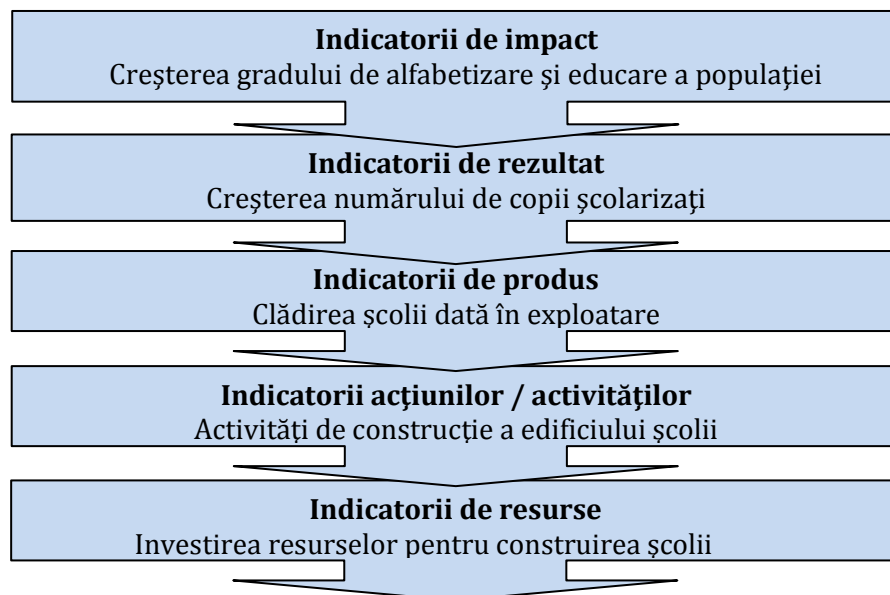 Indicatorii de impact
Creşterea gradului de alfabetizare şi educare a populaţiei
Indicatorii de rezultat
Creşterea numărului de copii şcolarizaţi
Indicatorii de produs
Clădirea şcolii dată în exploatare
Indicatorii acţiunilor / activităţilor
Activităţi de construcţie a edificiului şcolii
Indicatorii de resurse
Investirea resurselor pentru construirea şcolii